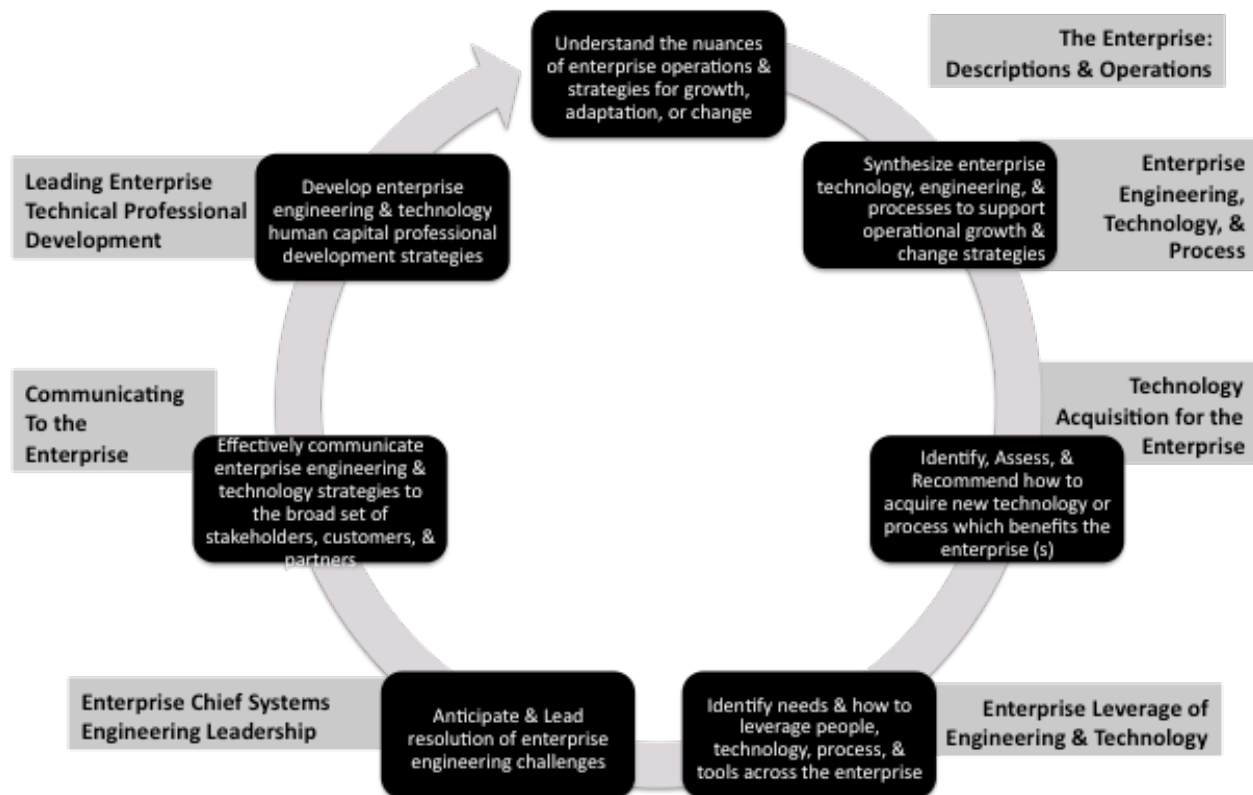 Understand the nuances
of enterprise operations &
strategies for growth,
adaptation, or change
The Enterprise:
Descriptions & Operations
Synthesize enterprise
technology, engineering, &
processes to support
operational growth &
change strategies
Enterprise
Engineering,
Technology, &
Process
Technology
Acquisition for the
Enterprise
Identify, Assess, &
Recommend how to
acquire new technology or
process which benefits the
enterprise (s)
Identify needs & how to
leverage people,
technology, process, &
tools across the enterprise
Enterprise Leverage of
Engineering & Technology
Anticipate & Lead
resolution of enterprise
engineering challenges
Enterprise Chief Systems
Engineering Leadership
Effectively communicate
enterprise engineering &
technology strategies to
the broad set of
stakeholders, customers, &
partners
Communicating
To the
Enterprise
Develop enterprise
engineering & technology
human capital professional
development strategies
Leading Enterprise
Technical Professional
Development